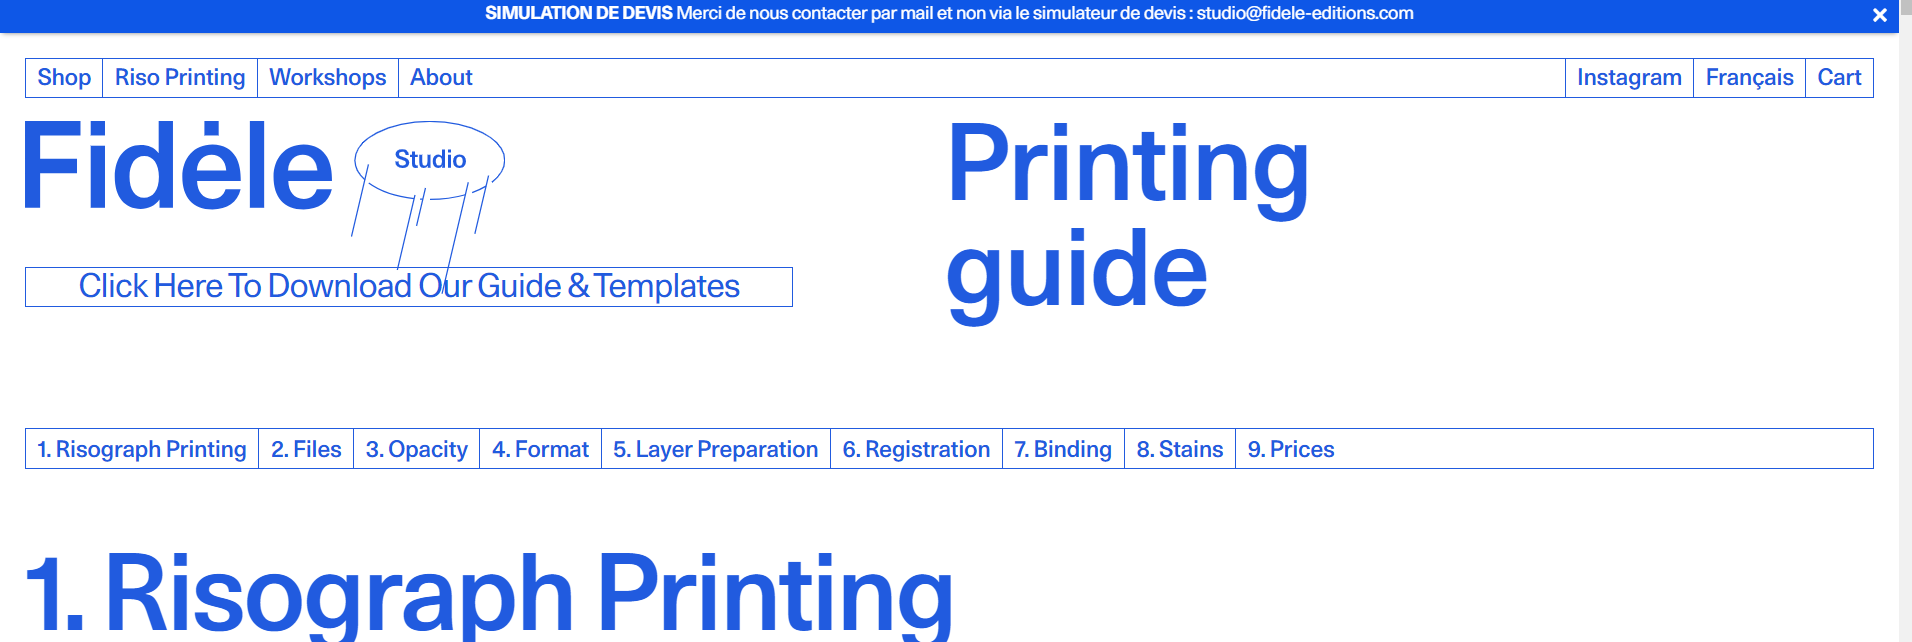 SIMULATION DE DEVIS Merci de nous contacter par mail et non via le simulateur de devis : studio@fidele-editions.com
Shop Riso Printing Workshops About Instagram Français Cart
Fidėle Studio
Printing
guide
Click Here To Download Our Guide & Templates
1. Risograph Printing 2. Files 3. Opacity 4. Format 5. Layer Preparation 6. Registration 7. Binding 8. Stains 9. Prices
1. Risograph Printing